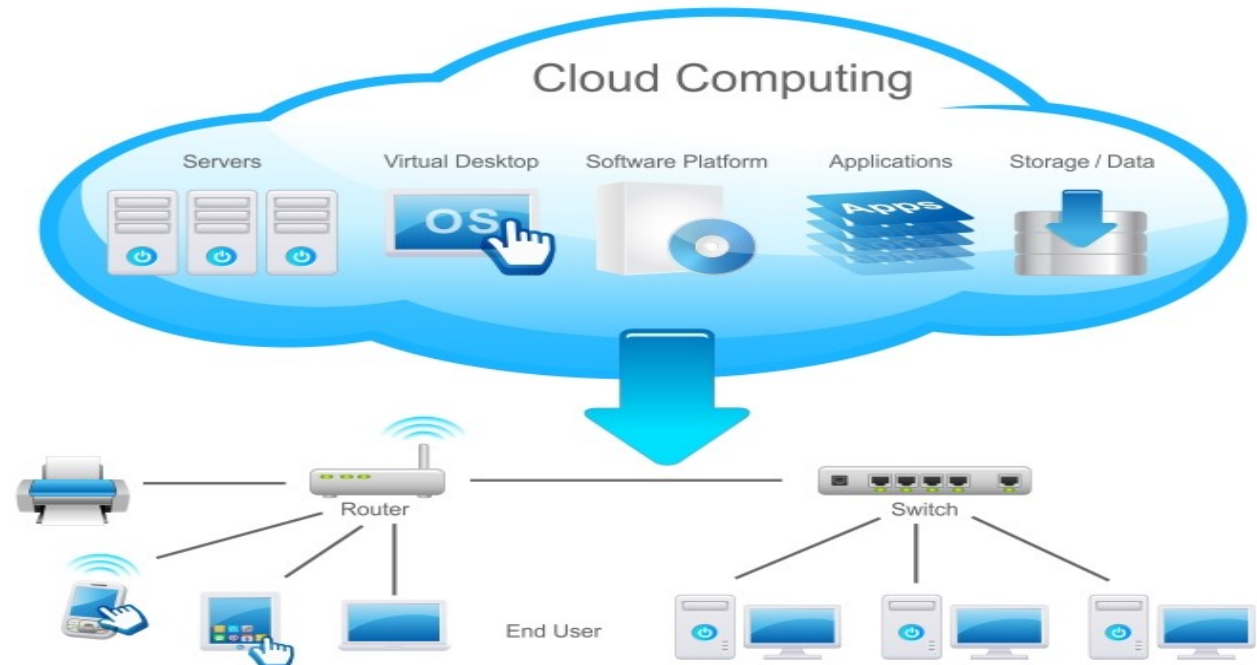 Cloud Computing
Servers
Virtual Desktop
Software Platform
Applications
Storage / Data
OS
Apps
Router
Switch
End User